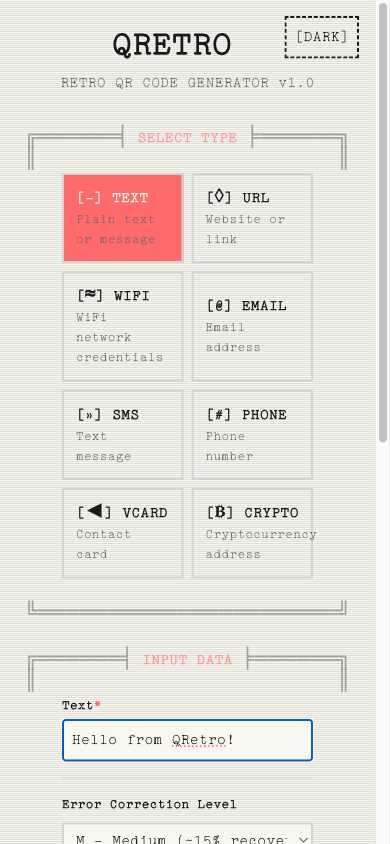 QRETRO
[DARK]
RETRO QR CODE GENERATOR v1.0
SELECT TYPE
[—] TEXT
Plain text
or message
[◊] URL
Website or
link
[≈] WIFI
WiFi
network
credentials
[@] EMAIL
Email
address
[»] SMS
Text
message
[#] PHONE
Phone
number
[◀] VCARD
Contact
card
[₿] CRYPTO
Cryptocurrency
address
INPUT DATA
Text*
Hello from QRetro!
Error Correction Level
M - Medium (~15% recove